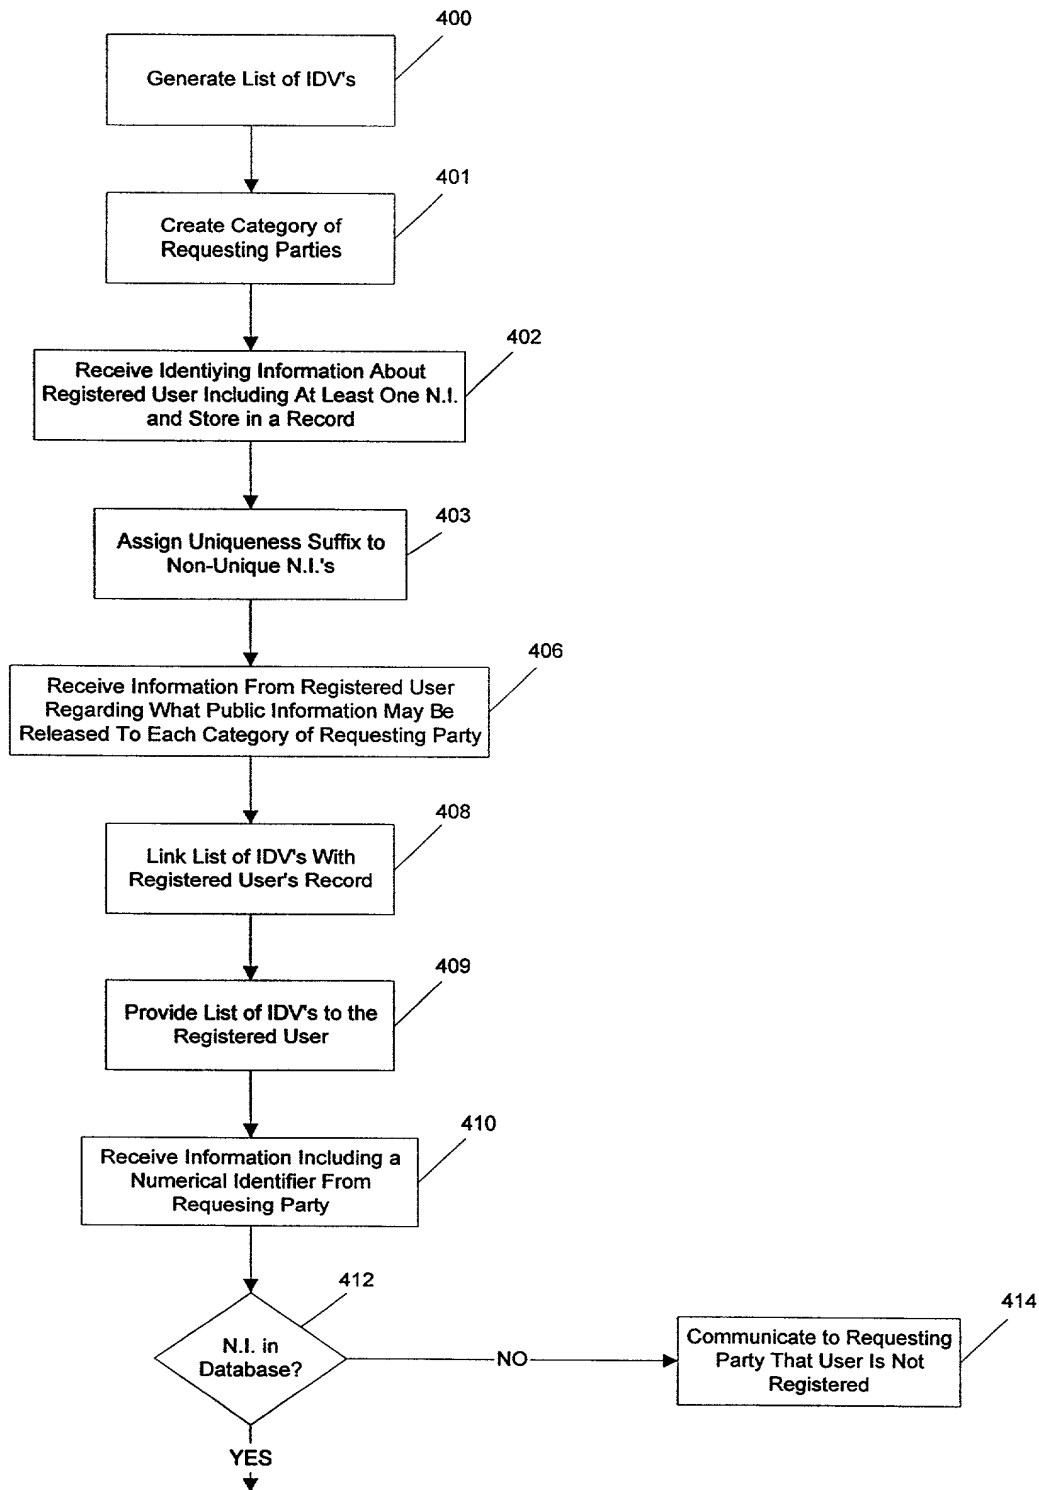 400
Generate List of IDV's
401
Create Category of
Requesting Parties
402
Receive Identiying Information About
Registered User Including At Least One N.I.
and Store in a Record
403
Assign Uniqueness Suffix to
Non-Unique N.I.'s
406
Receive Information From Registered User
Regarding What Public Information May Be
Released To Each Category of Requesting Party
408
Link List of IDV's With
Registered User's Record
409
Provide List of IDV's to the
Registered User
410
Receive Information Including a
Numerical Identifier From
Requesing Party
412
N.I. in
Database?
NO
414
Communicate to Requesting
Party That User Is Not
Registered
YES